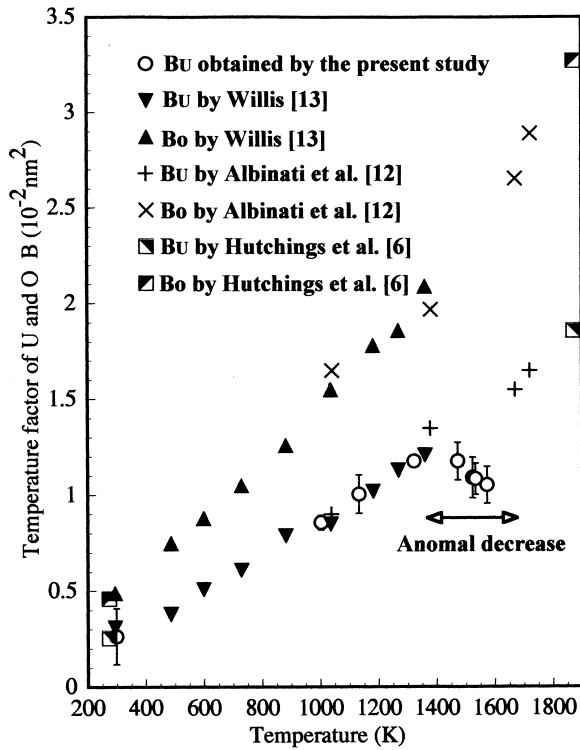 3.5
3
2.5
2
1.5
1
0.5
0
Temperature factor of U and O B (10-2nm2)
BU obtained by the present study
BU by Willis [13]
Bo by Willis [13]
BU by Albinati et al. [12]
Bo by Albinati et al. [12]
BU by Hutchings et al. [6]
Bo by Hutchings et al. [6]
Anomal decrease
200 400 600 800 1000 1200 1400 1600 1800
Temperature (K)